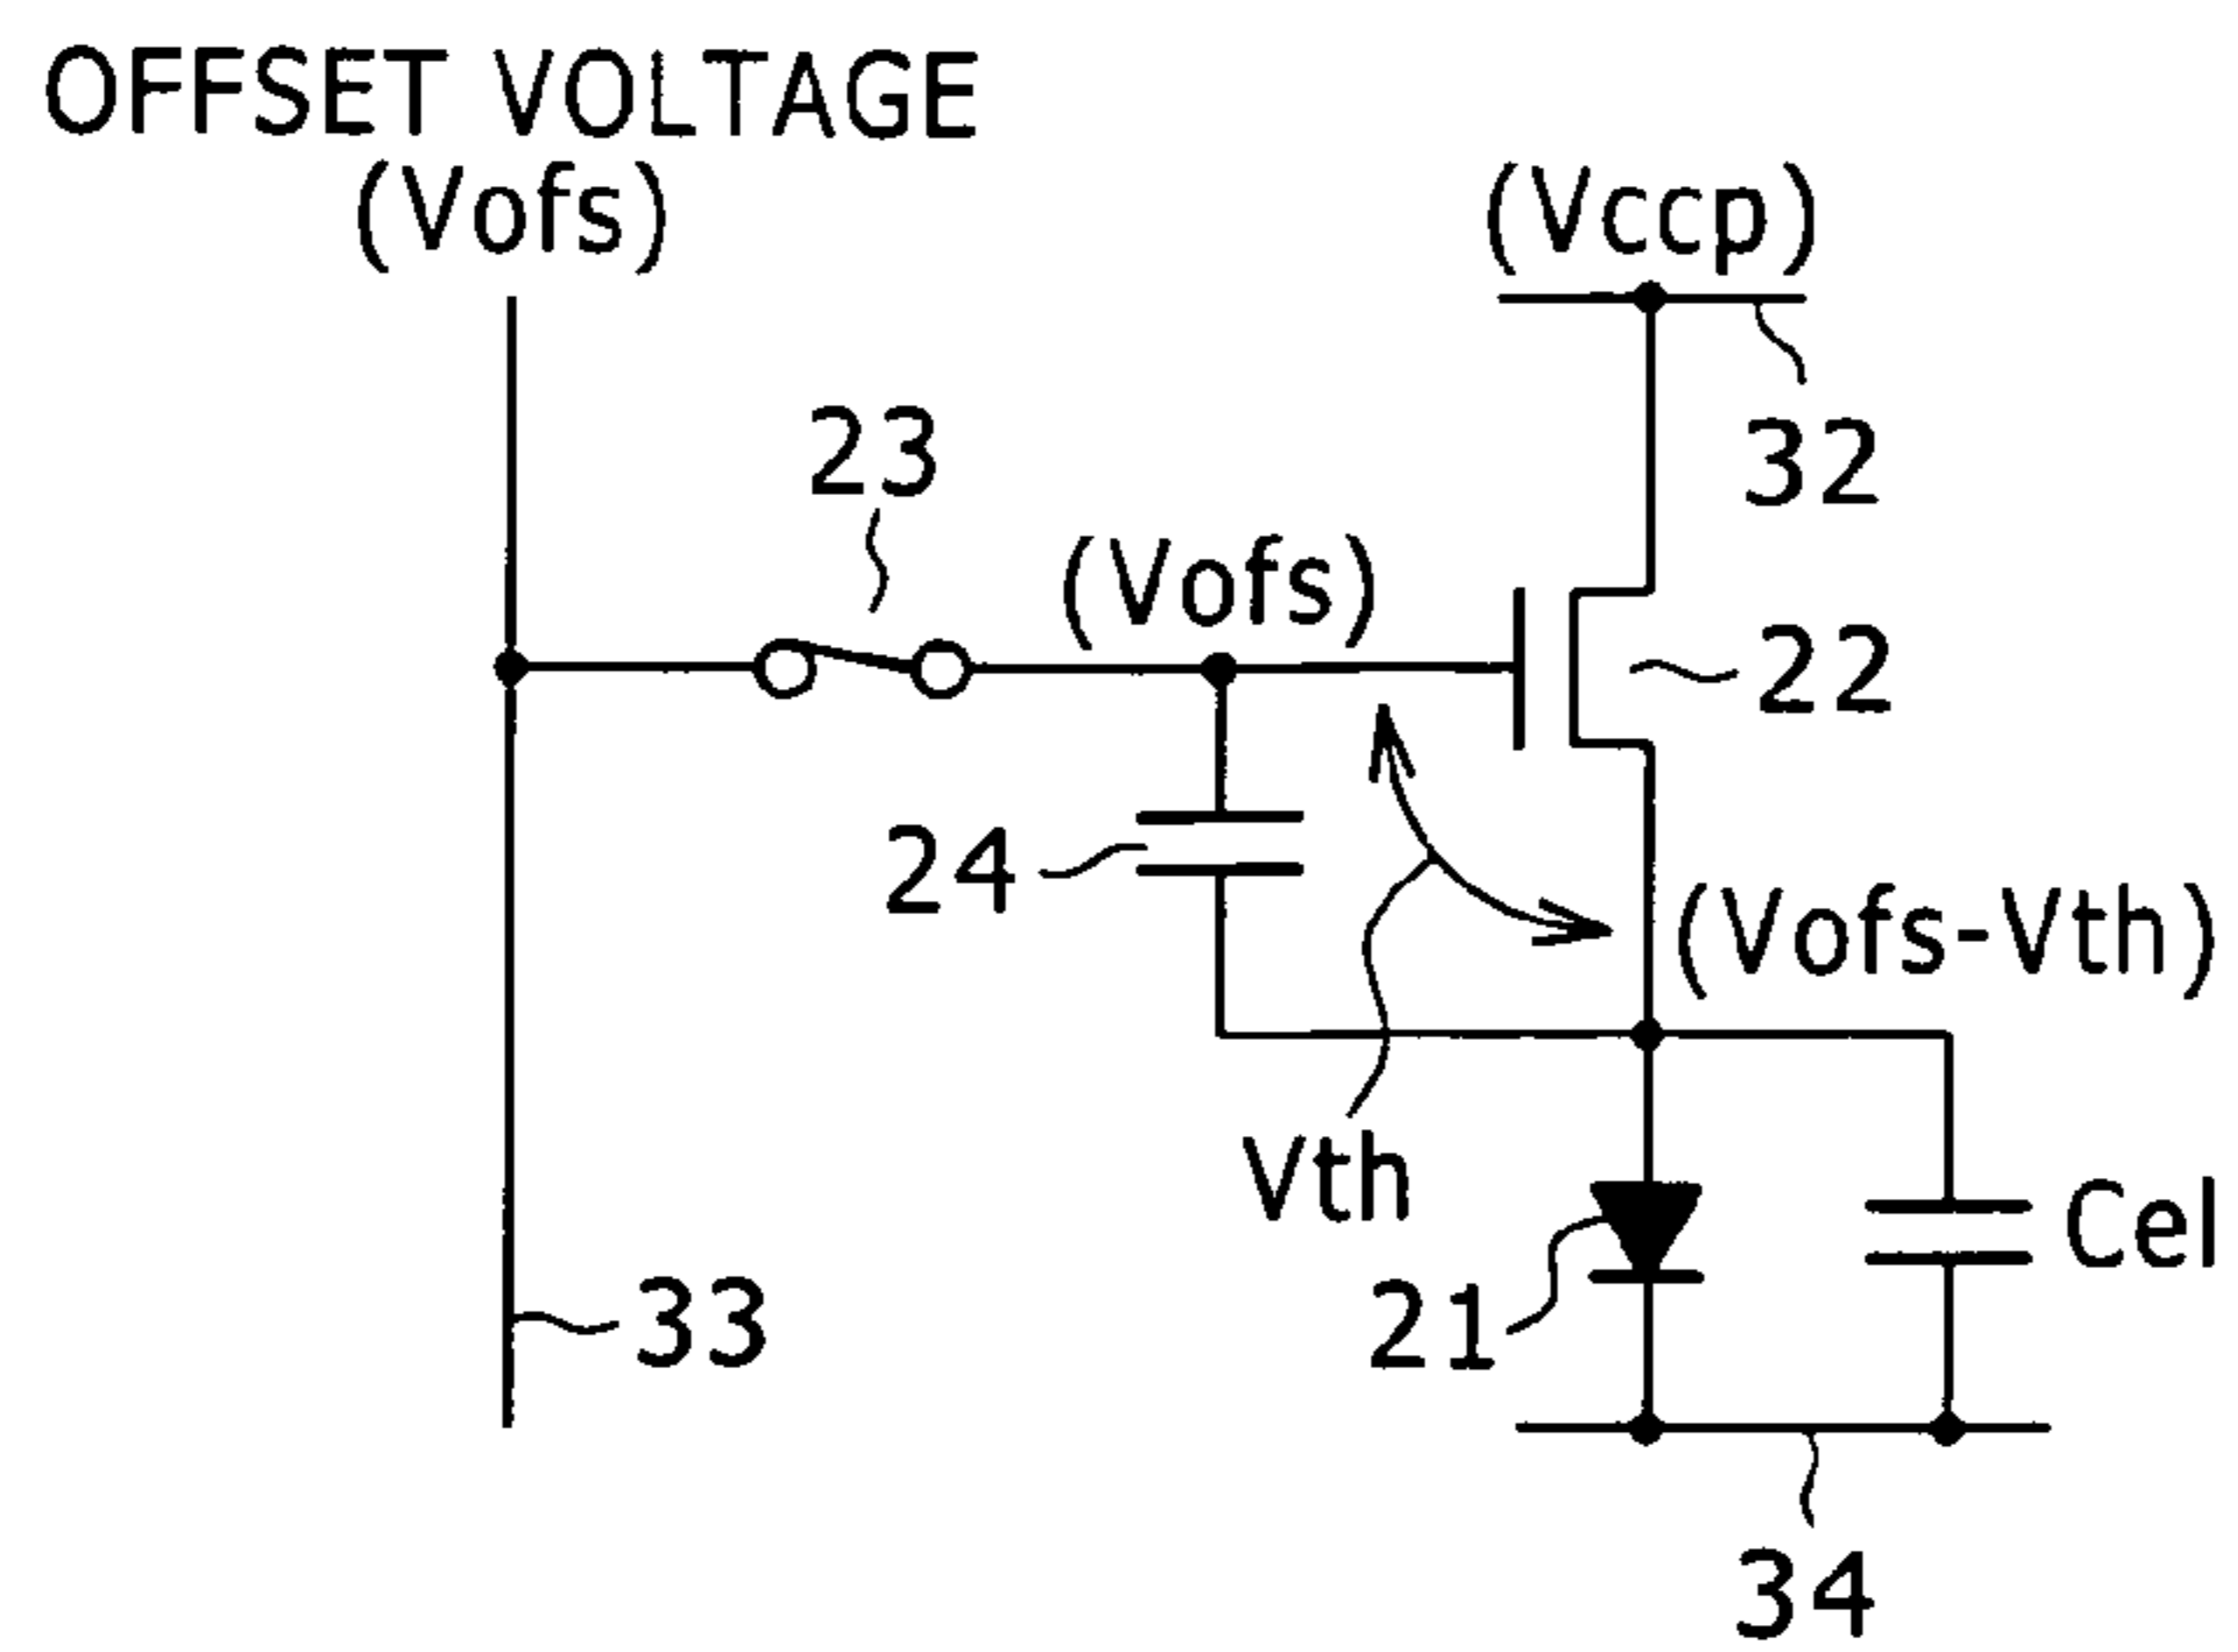 OFFSET VOLTAGE
(Vofs)
(Vccp)
32
23
(Vofs)
22
24
(Vofs-Vth)
Vth
Cel
21
33
34